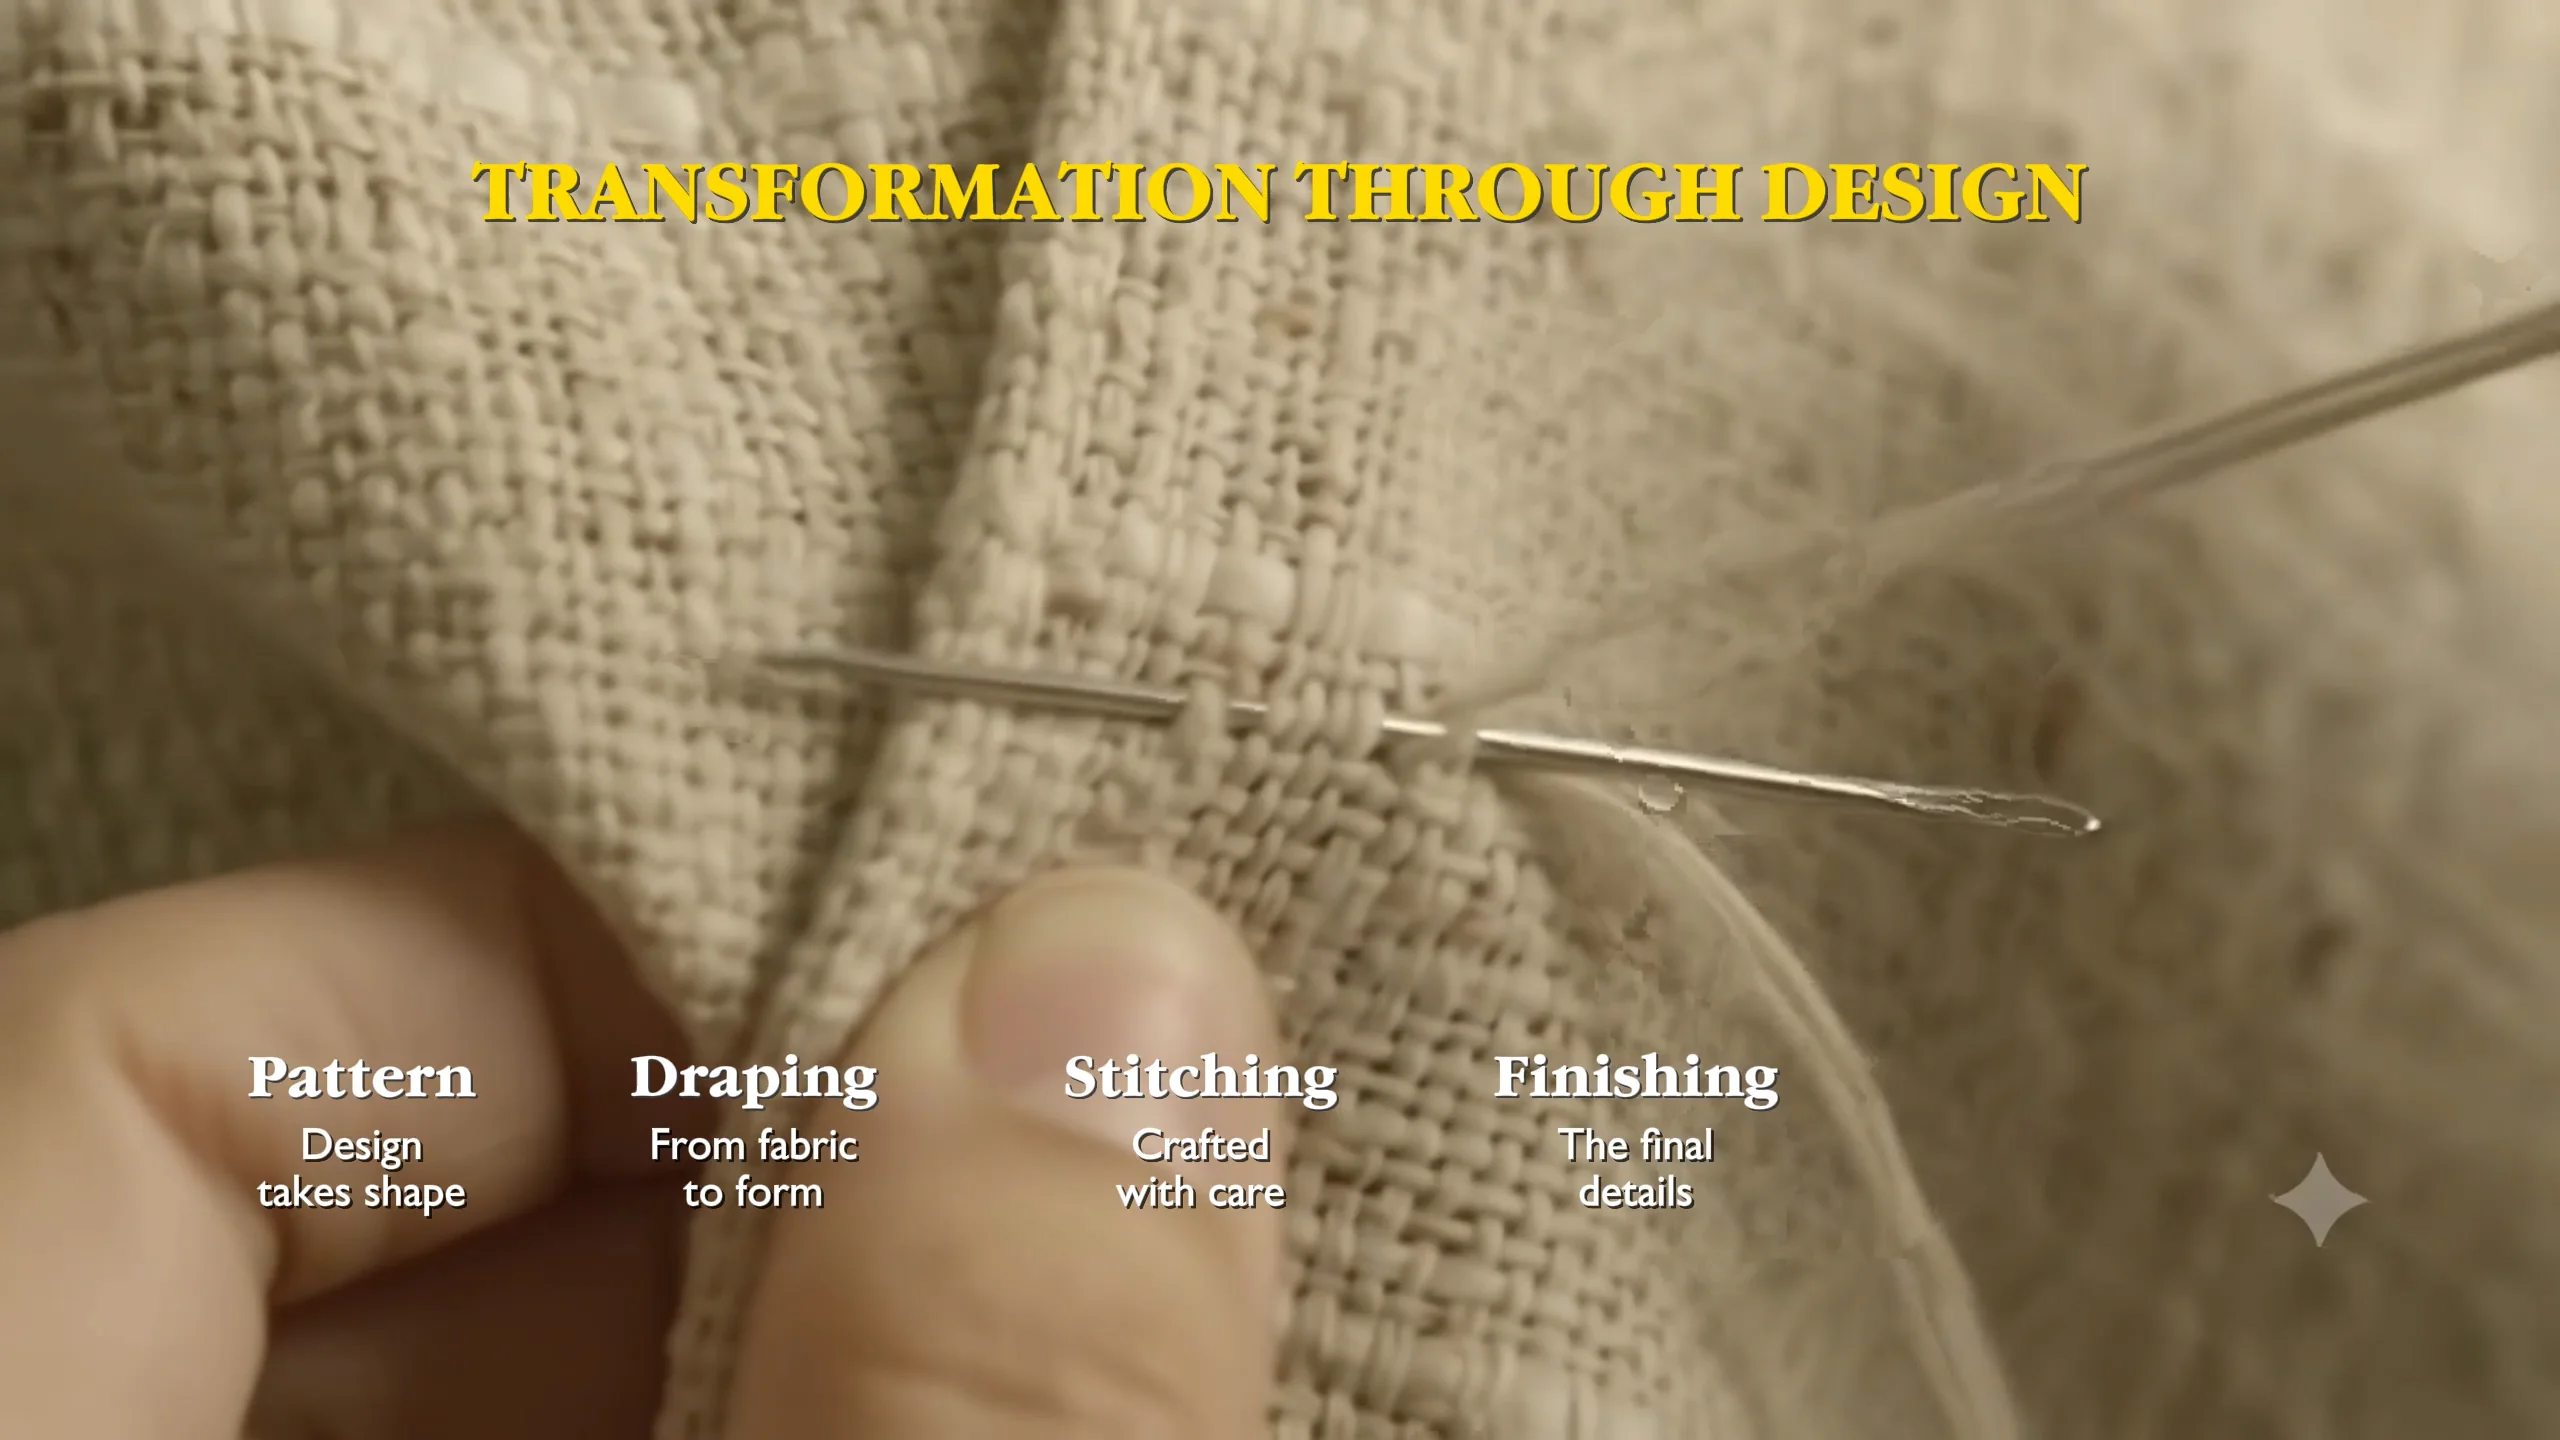 TRANSFORMATION THROUGH DESIGN
Pattern
Design
takes shape
Draping
From fabric
to form
Stitching
Crafted
with care
Finishing
The final
details